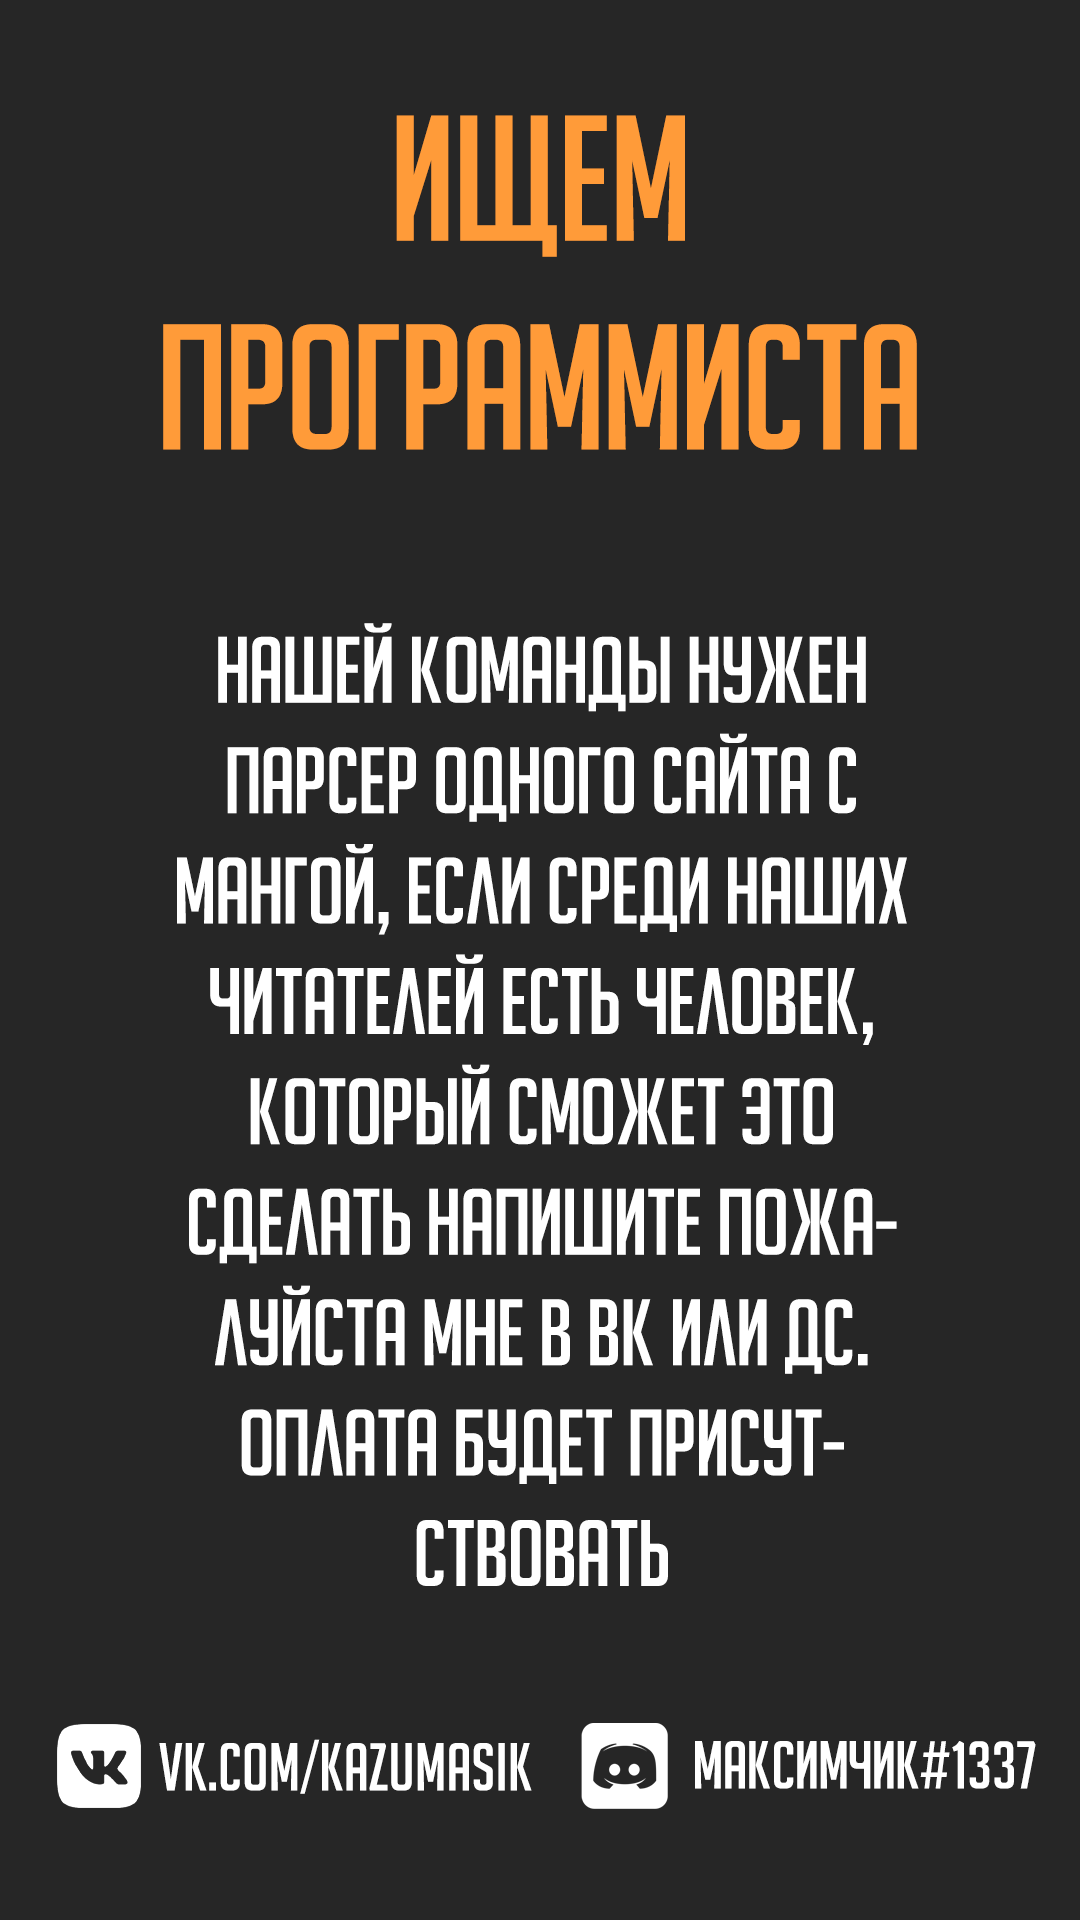 ИЩЕМ
ПРОГРАММИСТА
НАШЕЙ КОМАНДЫ НУЖЕН
ПАРСЕР ОДНОГО САЙТА С
МАНГОЙ, ЕСЛИ СРЕДИ НАШИХ
ЧИТАТЕЛЕЙ ЕСТЬ ЧЕЛОВЕК,
КОТОРЫЙ СМОЖЕТ ЭТО
СДЕЛАТЬ НАПИШИТЕ ПОЖА-
ЛУЙСТА МНЕ В ВК ИЛИ ДС.
ОПЛАТА БУДЕТ ПРИСУТ-
СТВОВАТЬ
VK.COM/KAZUMASIK
МАКСИМЧИК#1337